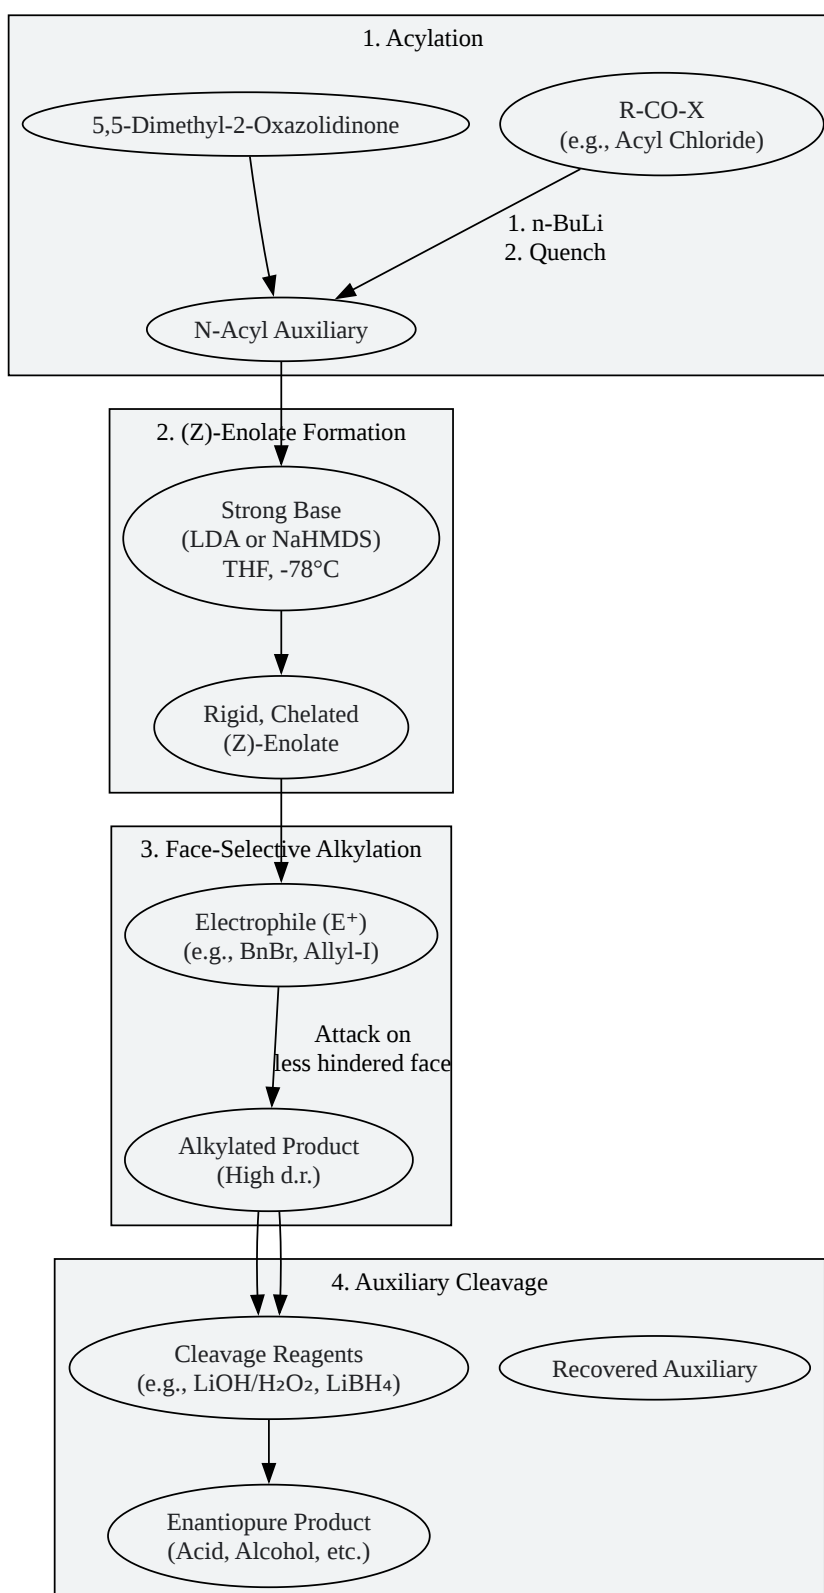 1. Acylation
5,5-Dimethyl-2-Oxazolidinone
R-CO-X
(e.g., Acyl Chloride)
1. n-BuLi
2. Quench
N-Acyl Auxiliary
2. (Z)-Enolate Formation
Strong Base
(LDA or NaHMDS)
THF, -78°C
Rigid, Chelated
(Z)-Enolate
3. Face-Selective Alkylation
Electrophile (E⁺)
(e.g., BnBr, Allyl-I)
Attack on
less hindered face
Alkylated Product
(High d.r.)
4. Auxiliary Cleavage
Cleavage Reagents
(e.g., LiOH/H₂O₂, LiBH₄)
Recovered Auxiliary
Enantiopure Product
(Acid, Alcohol, etc.)